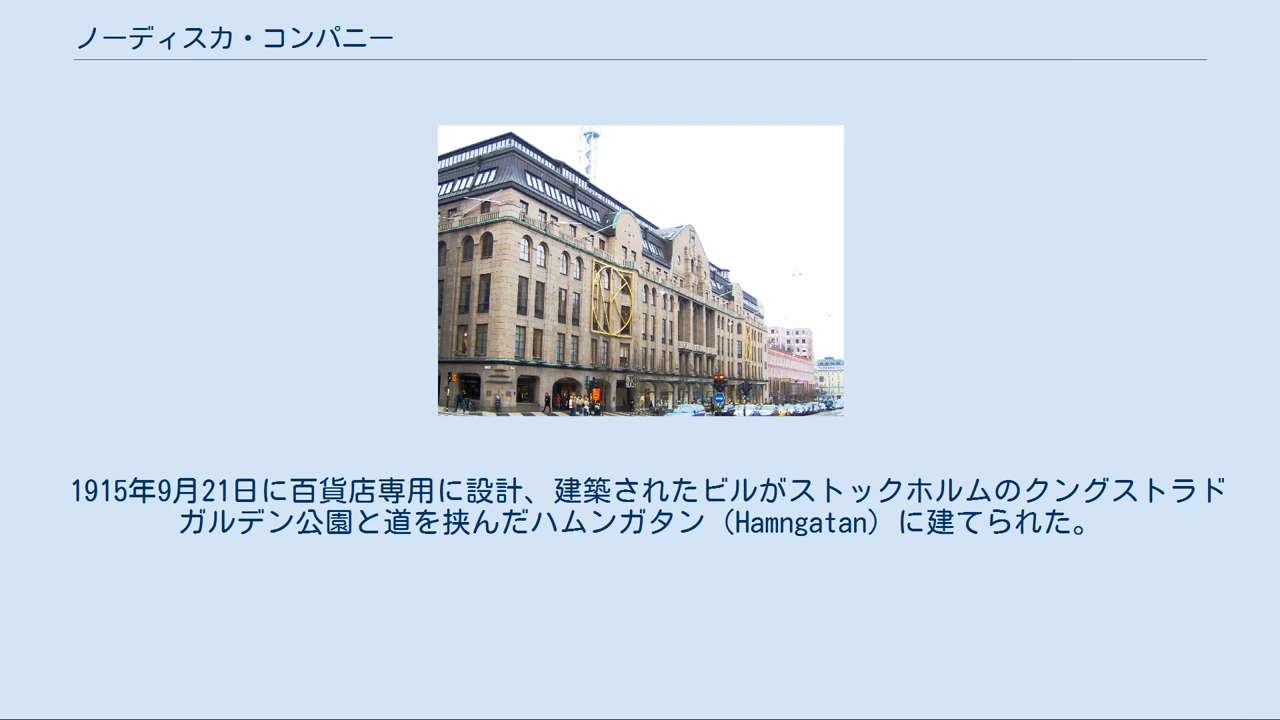 ノーディスカ・コンパニー
1915年9月21日に百貨店専用に設計、建築されたビルがストックホルムのクングストラド
ガルデン公園と道を挟んだハムンガタン（Hamngatan）に建てられた。